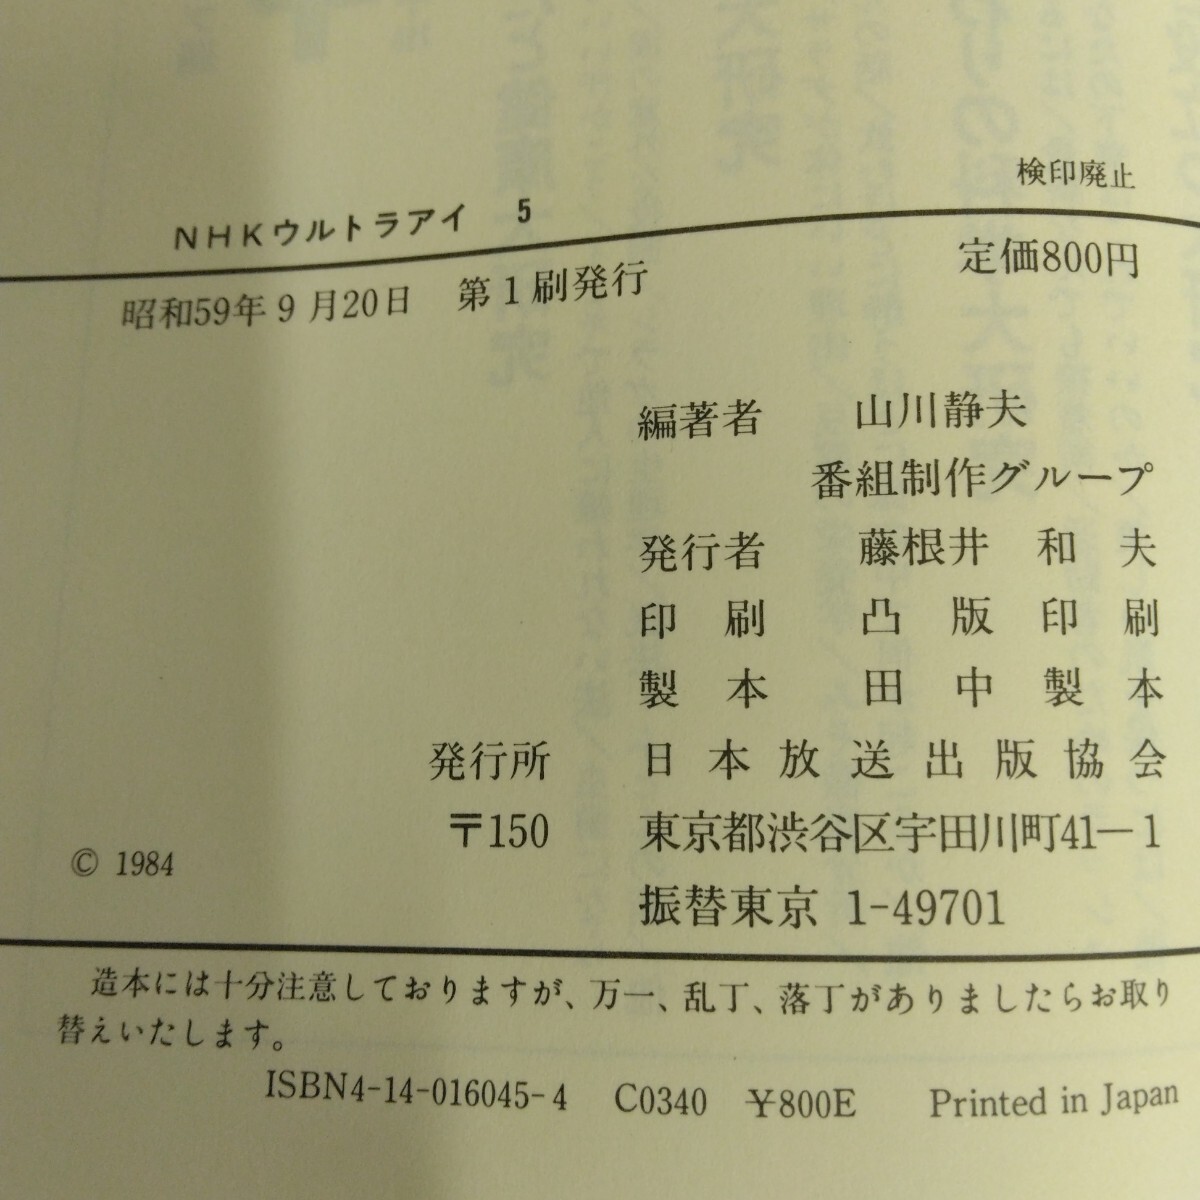 検印廃止
NHKウルトラアイ 5
定価800円
昭和59年9月20日 第1刷発行
編著者 山川静夫
番組制作グループ
発行者 藤根井 和夫
印刷 凸版印刷
製本 田中製本
発行所 日本放送出版協会
〒150 東京都渋谷区宇田川町41—1
© 1984
振替東京 1-49701
造本には十分注意しておりますが、万一、乱丁、落丁がありましたらお取り
替えいたします。
ISBN4-14-016045-4 C0340 ¥800E Printed in Japan